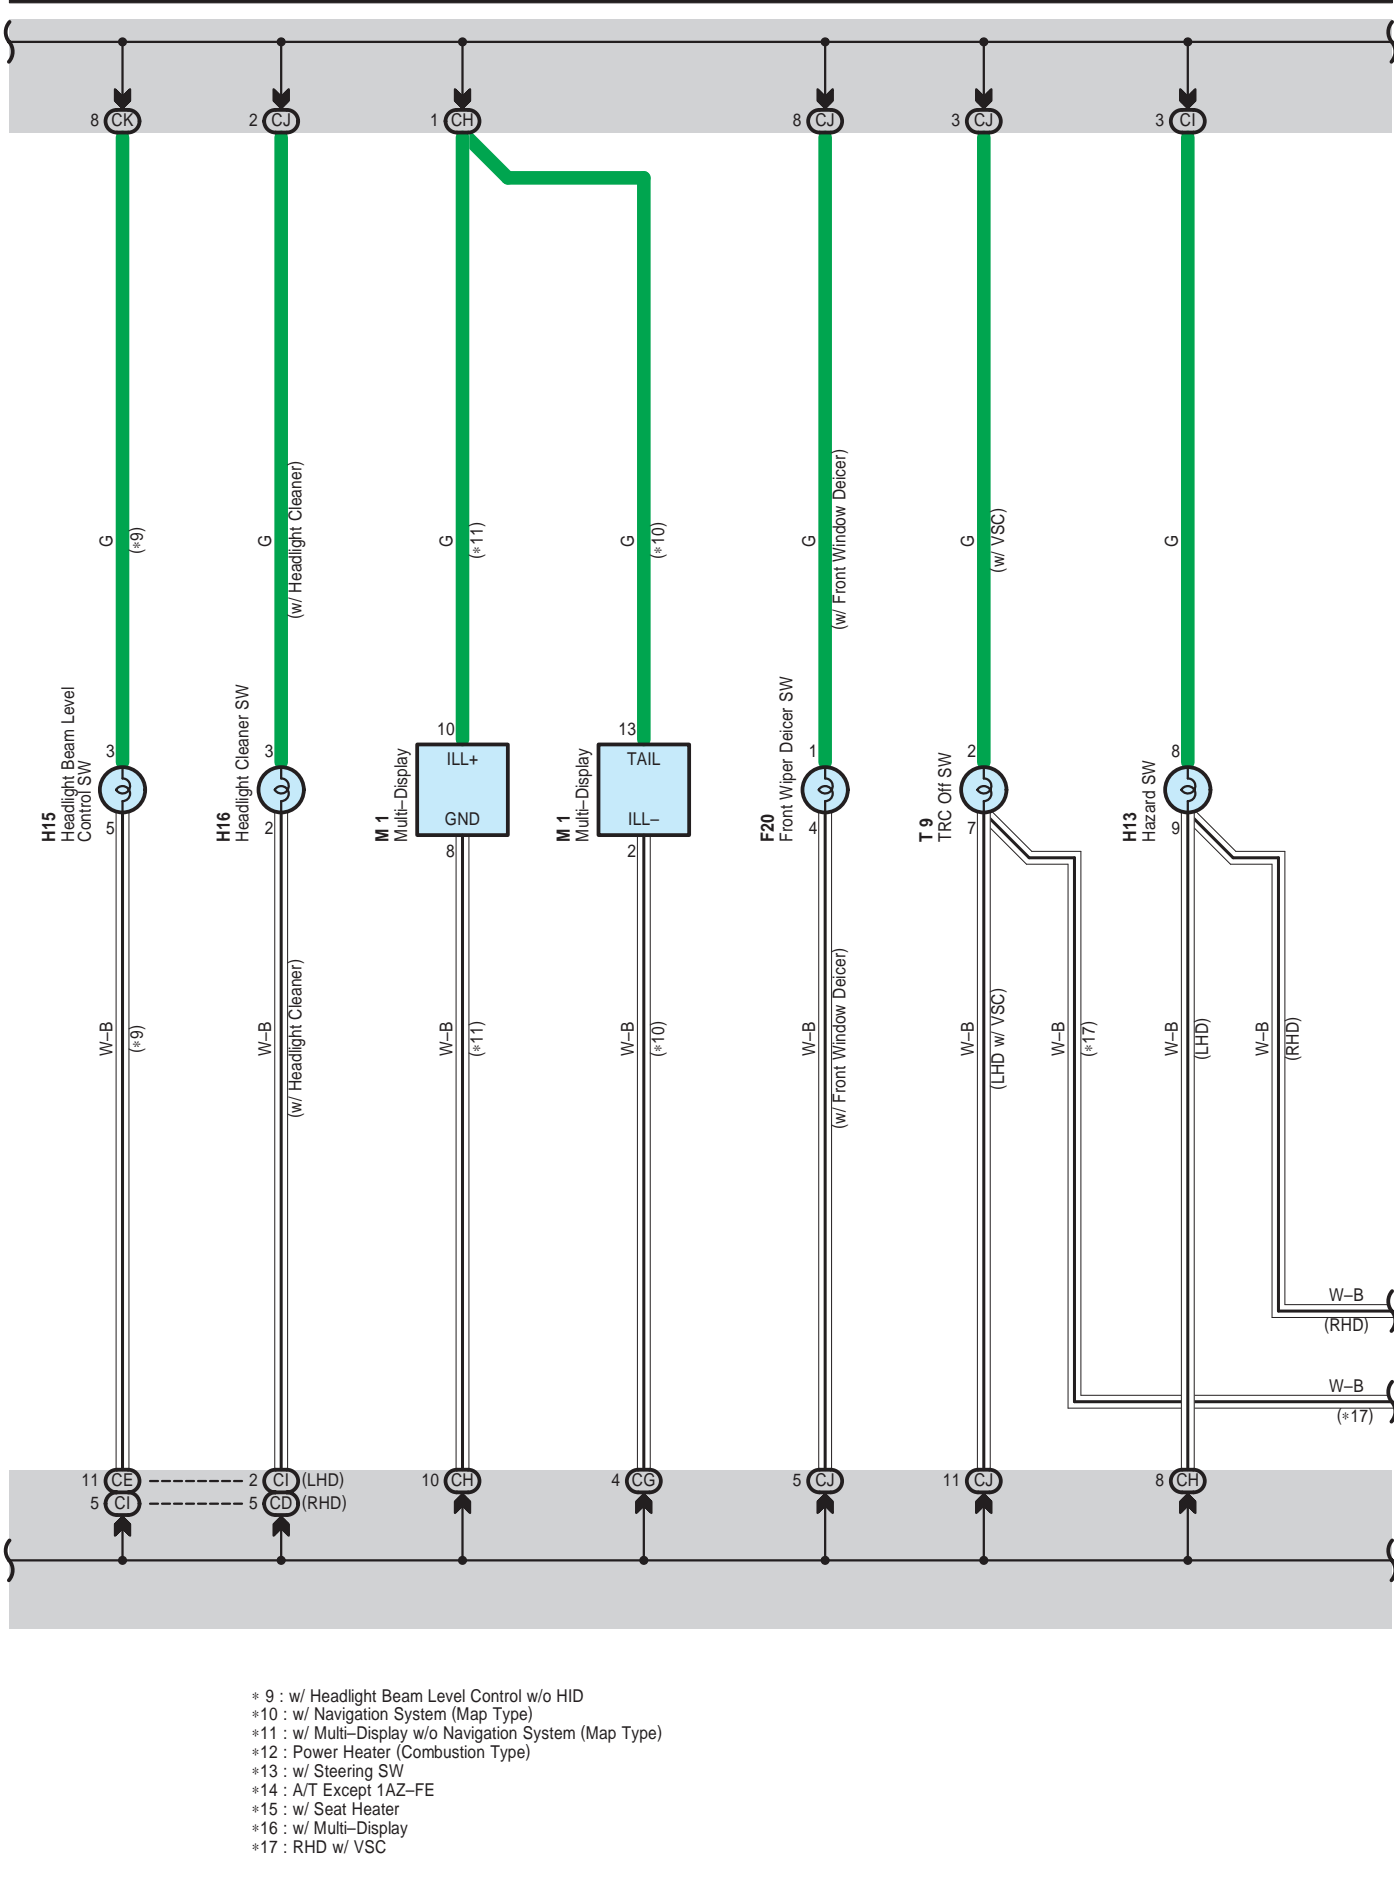 8 CK
2 CJ
1 CH
8 CJ
3 CJ
3 CI
G
(*9)
G
(w/ Headlight Cleaner)
G
(*11)
G
(*10)
G
(w/ Front Window Deicer)
G
(w/ VSC)
G
H15
Headlight Beam Level
Control SW
3
5
H16
Headlight Cleaner SW
3
2
M 1
Multi–Display
10
ILL+
GND
8
M 1
Multi–Display
13
TAIL
ILL–
2
F20
Front Wiper Deicer SW
1
4
T 9
TRC Off SW
2
7
H13
Hazard SW
8
9
W–B
(*9)
W–B
(w/ Headlight Cleaner)
W–B
(*11)
W–B
(*10)
W–B
(w/ Front Window Deicer)
W–B
(LHD w/ VSC)
W–B
(*17)
W–B
(LHD)
W–B
(RHD)
W–B
(RHD)
W–B
(*17)
11 CE
2 CI (LHD)
10 CH
4 CG
5 CJ
11 CJ
8 CH
5 CI
5 CD (RHD)
* 9 : w/ Headlight Beam Level Control w/o HID
*10 : w/ Navigation System (Map Type)
*11 : w/ Multi–Display w/o Navigation System (Map Type)
*12 : Power Heater (Combustion Type)
*13 : w/ Steering SW
*14 : A/T Except 1AZ–FE
*15 : w/ Seat Heater
*16 : w/ Multi–Display
*17 : RHD w/ VSC